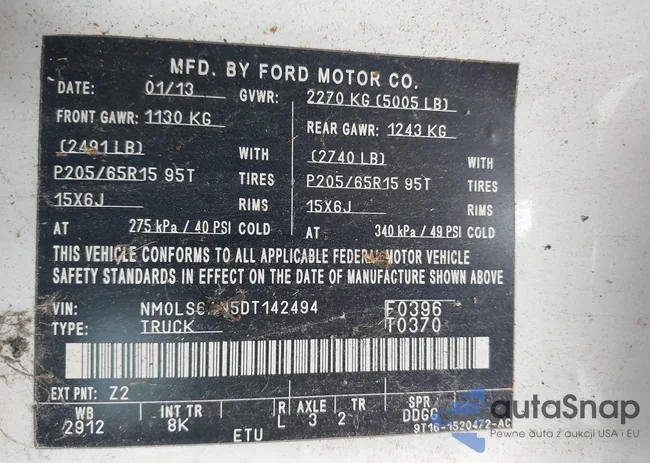 MFD. BY FORD MOTOR CO.
DATE: 01/13 GVWR: 2270 KG (5005 LB)
FRONT GAWR: 1130 KG REAR GAWR: 1243 KG
(2491 LB) WITH (2740 LB) WITH
P205/65R15 95T TIRES P205/65R15 95T TIRES
15X6J RIMS 15X6J RIMS
AT 275 kPa / 40 PSI COLD AT 340 kPa / 49 PSI COLD
THIS VEHICLE CONFORMS TO ALL APPLICABLE FEDERAL MOTOR VEHICLE
SAFETY STANDARDS IN EFFECT ON THE DATE OF MANUFACTURE SHOWN ABOVE
VIN: F0396
TYPE: TRUCK T0370
EXT PNT: Z2
WB INT TR R AXLE TR SPR
2912 8K L 3 2
ETU 9T16-1520472-AC
autoSnap
Pewne auta z aukcji USA i EU